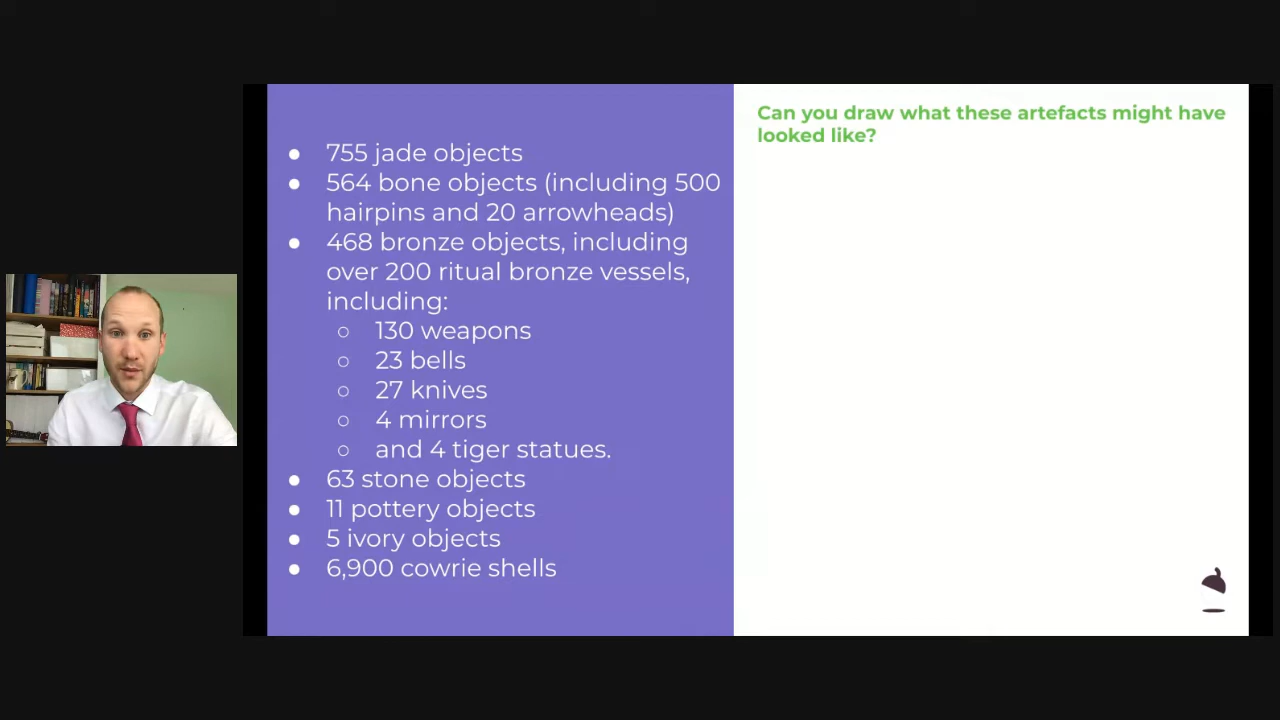 ● 755 jade objects
● 564 bone objects (including 500
hairpins and 20 arrowheads)
● 468 bronze objects, including
over 200 ritual bronze vessels,
including:
○ 130 weapons
○ 23 bells
○ 27 knives
○ 4 mirrors
○ and 4 tiger statues.
● 63 stone objects
● 11 pottery objects
● 5 ivory objects
● 6,900 cowrie shells
Can you draw what these artefacts might have
looked like?